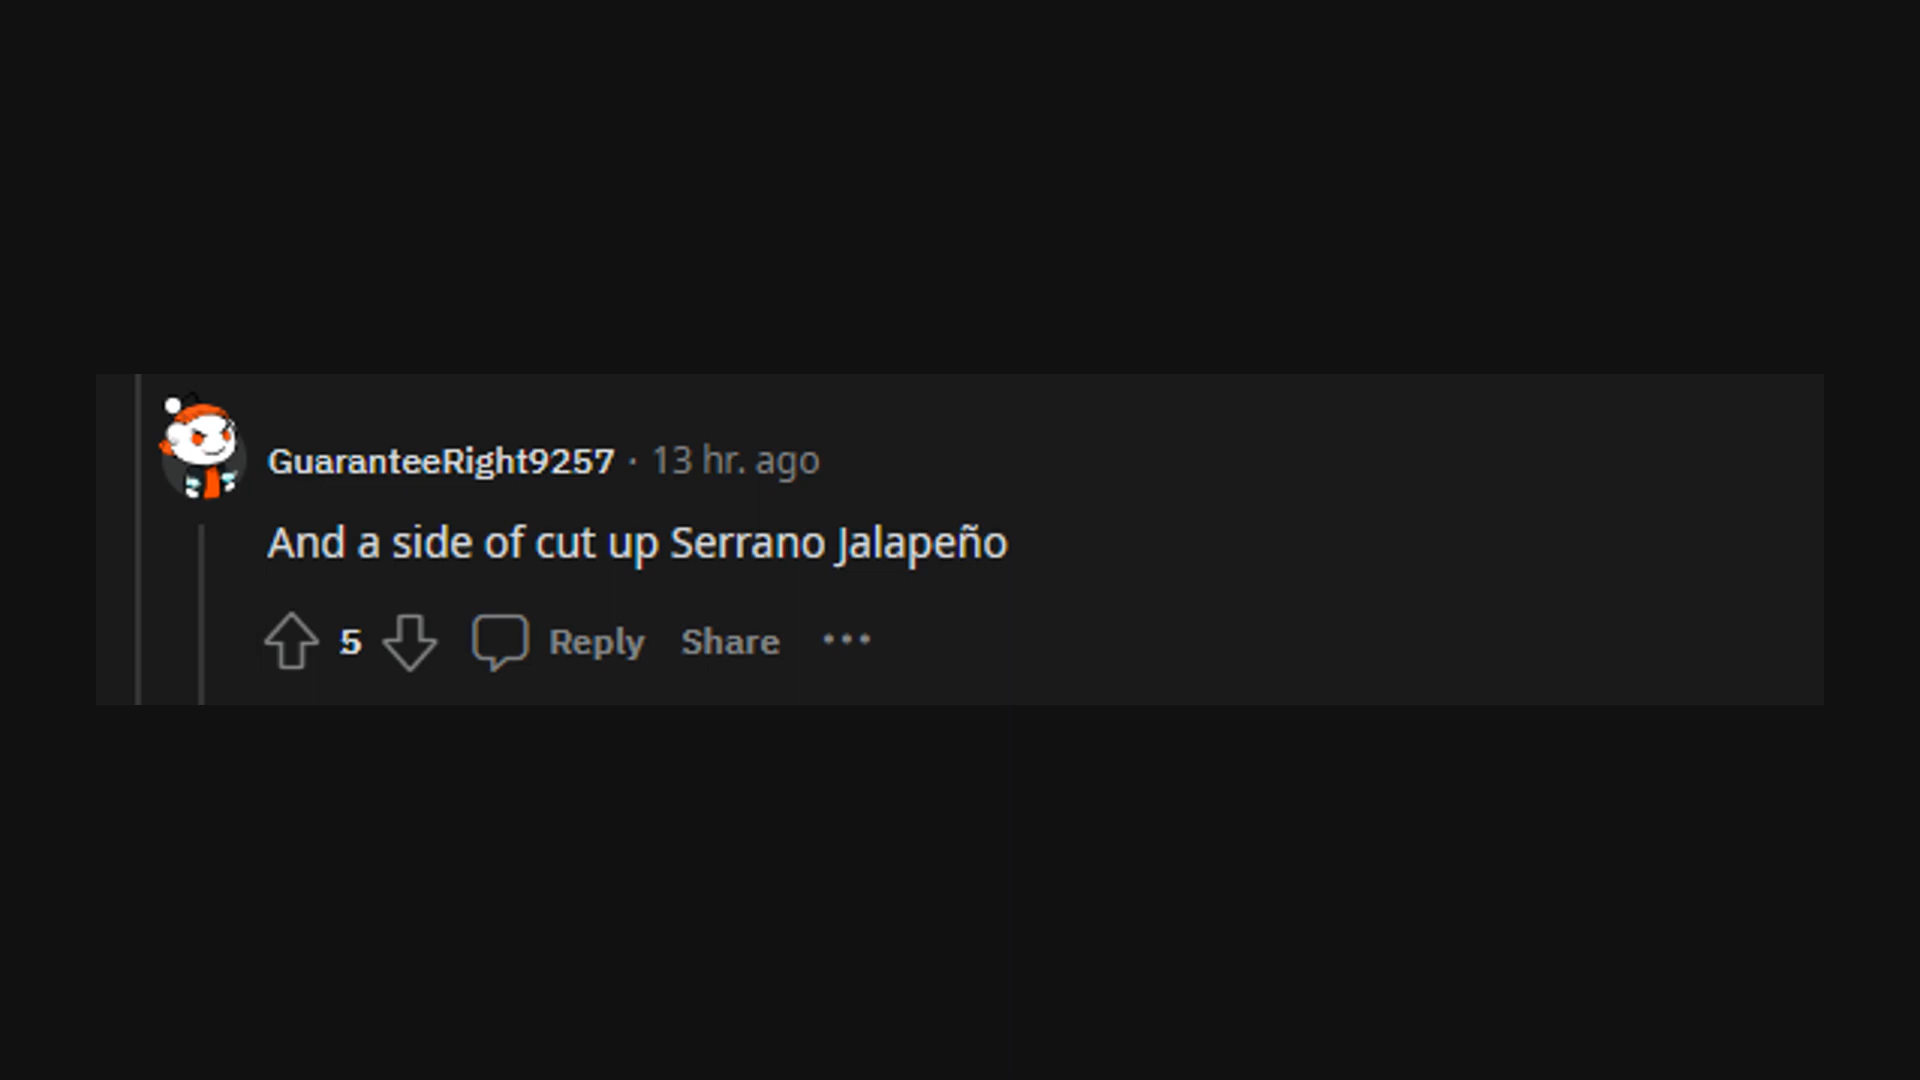 GuaranteeRight9257 · 13 hr. ago
And a side of cut up Serrano Jalapeño
5 Reply Share ···